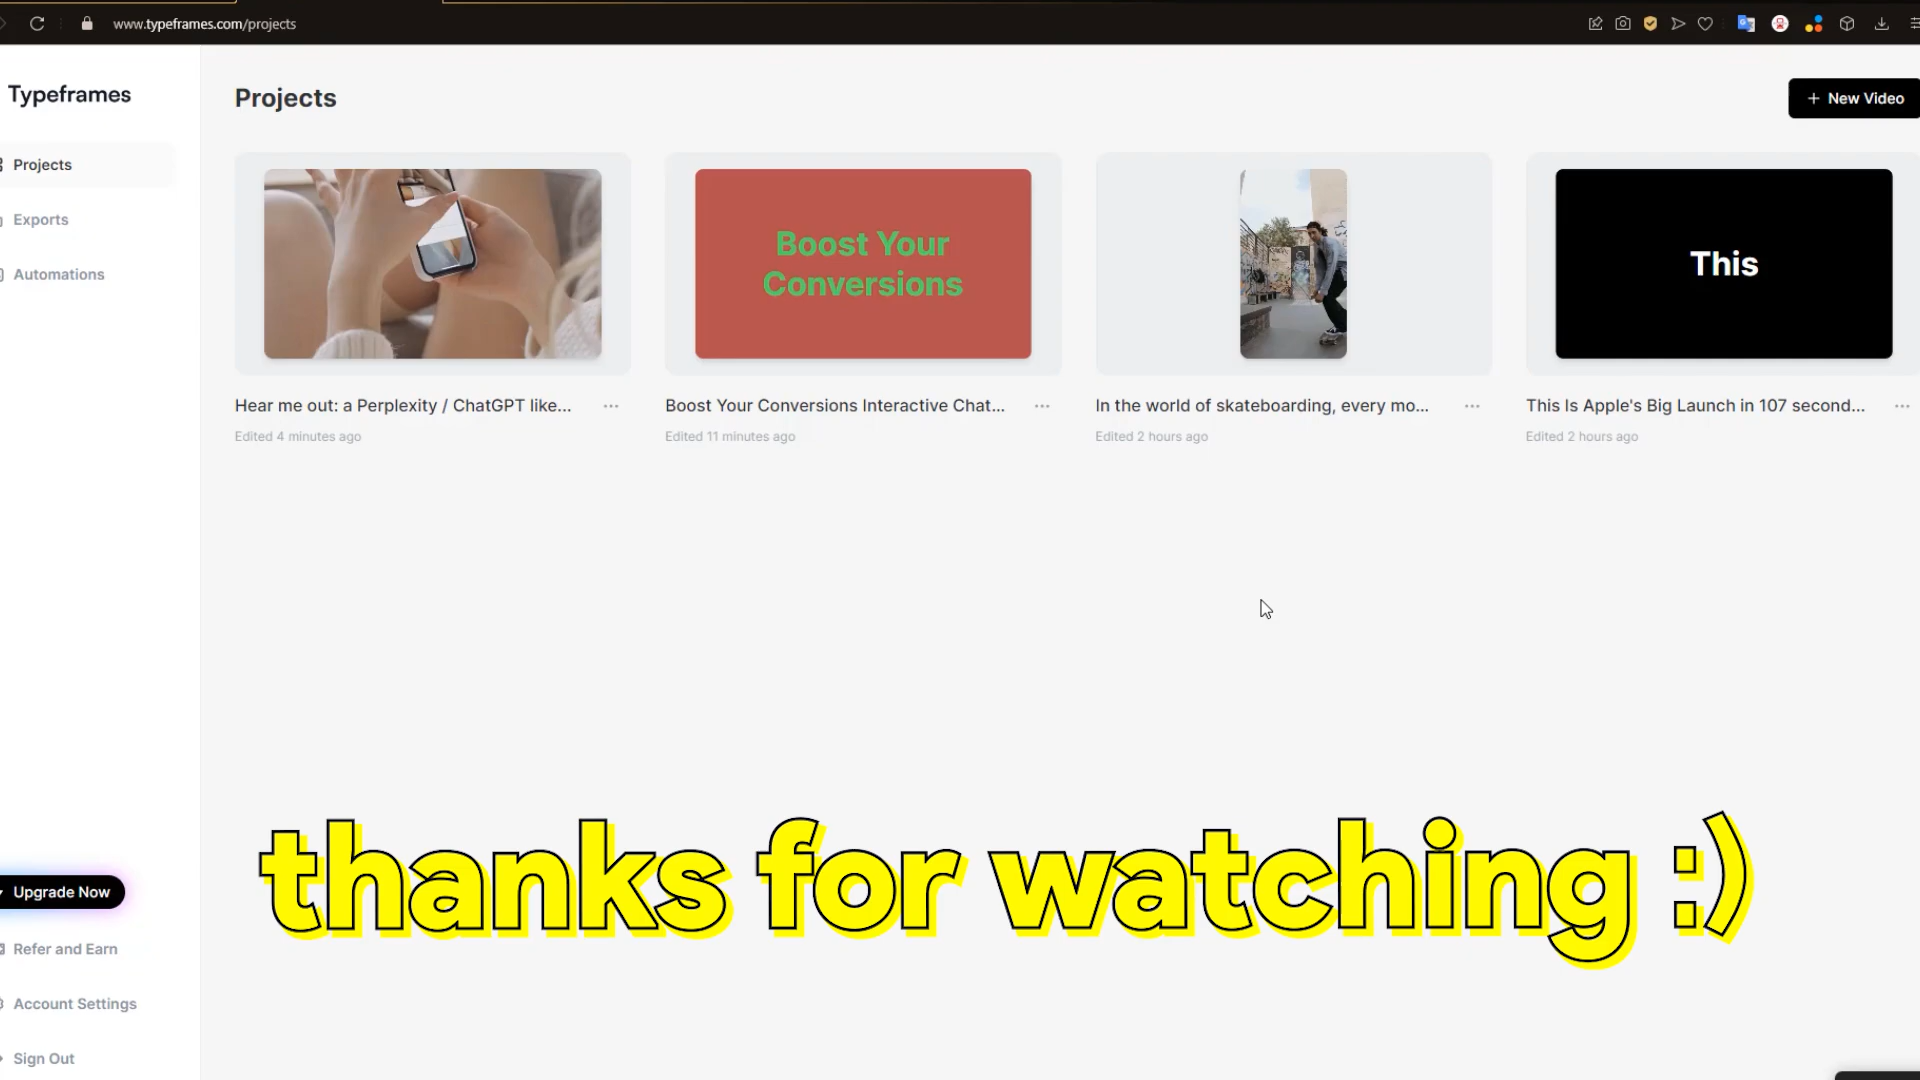 www.typeframes.com/projects
Typeframes
Projects
Exports
Automations
Upgrade Now
Refer and Earn
Account Settings
Sign Out
Projects
+ New Video
Boost Your
Conversions
This
Hear me out: a Perplexity / ChatGPT like...
Edited 4 minutes ago
Boost Your Conversions Interactive Chat...
Edited 11 minutes ago
In the world of skateboarding, every mo...
Edited 2 hours ago
This Is Apple's Big Launch in 107 second...
Edited 2 hours ago
thanks for watching :)